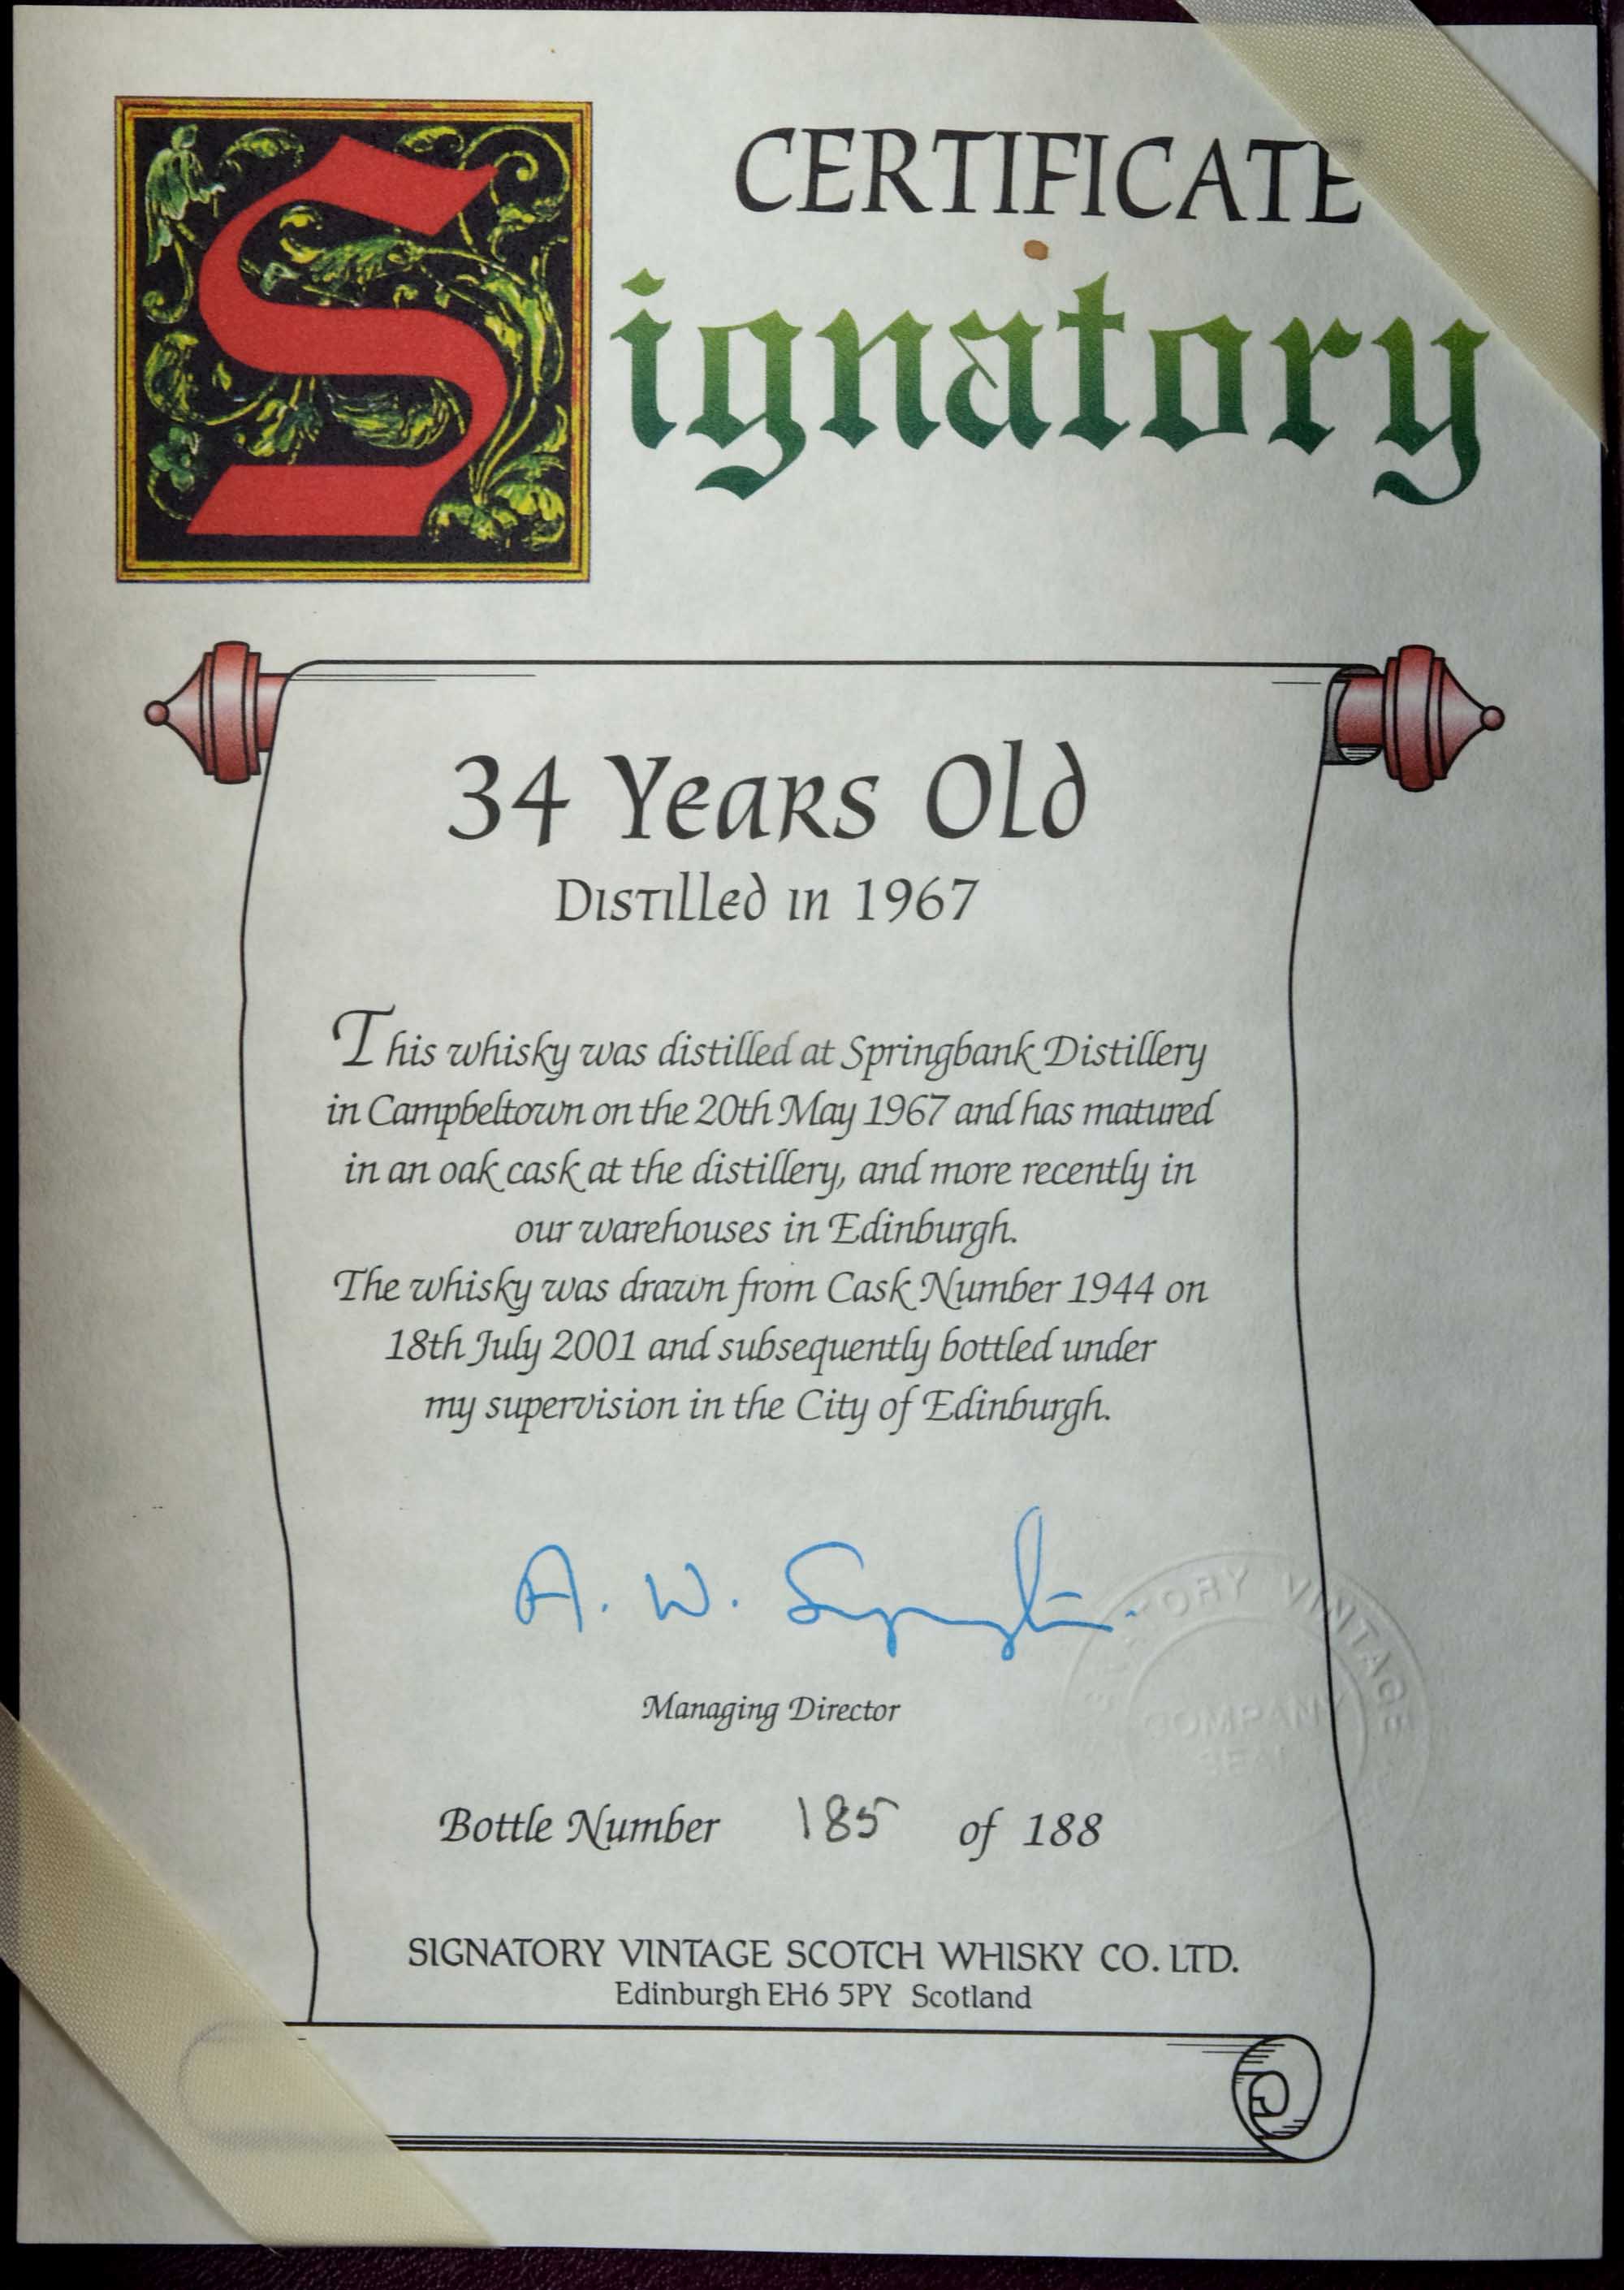 CERTIFICATE
Signatory
34 Years Old
Distilled in 1967
This whisky was distilled at Springbank Distillery
in Campbeltown on the 20th May 1967 and has matured
in an oak cask at the distillery, and more recently in
our warehouses in Edinburgh.
The whisky was drawn from Cask Number 1944 on
18th July 2001 and subsequently bottled under
my supervision in the City of Edinburgh.
A. W. Symington.
VINTAGE
COMPANY
SEAL
Managing Director
Bottle Number 185 of 188
SIGNATORY VINTAGE SCOTCH WHISKY CO. LTD.
Edinburgh EH6 5PY Scotland